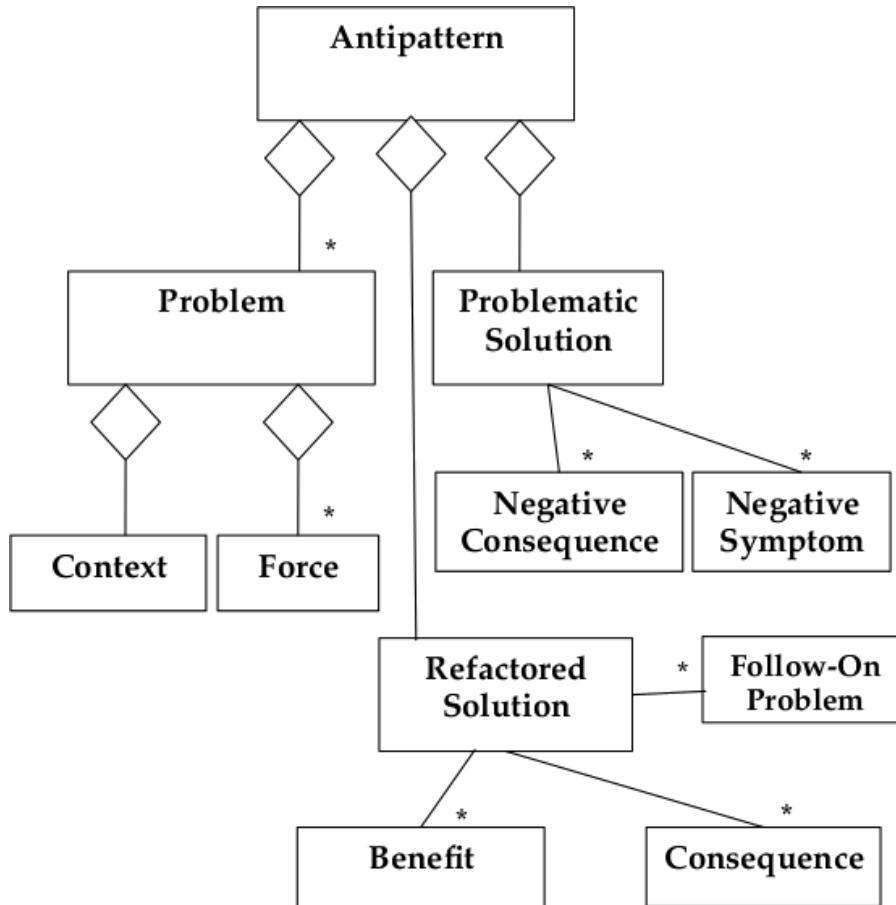 Antipattern
*
Problem
Problematic
Solution
*
*
*
Context
Force
Negative
Consequence
Negative
Symptom
Refactored
Solution
*
Follow-On
Problem
*
*
Benefit
Consequence